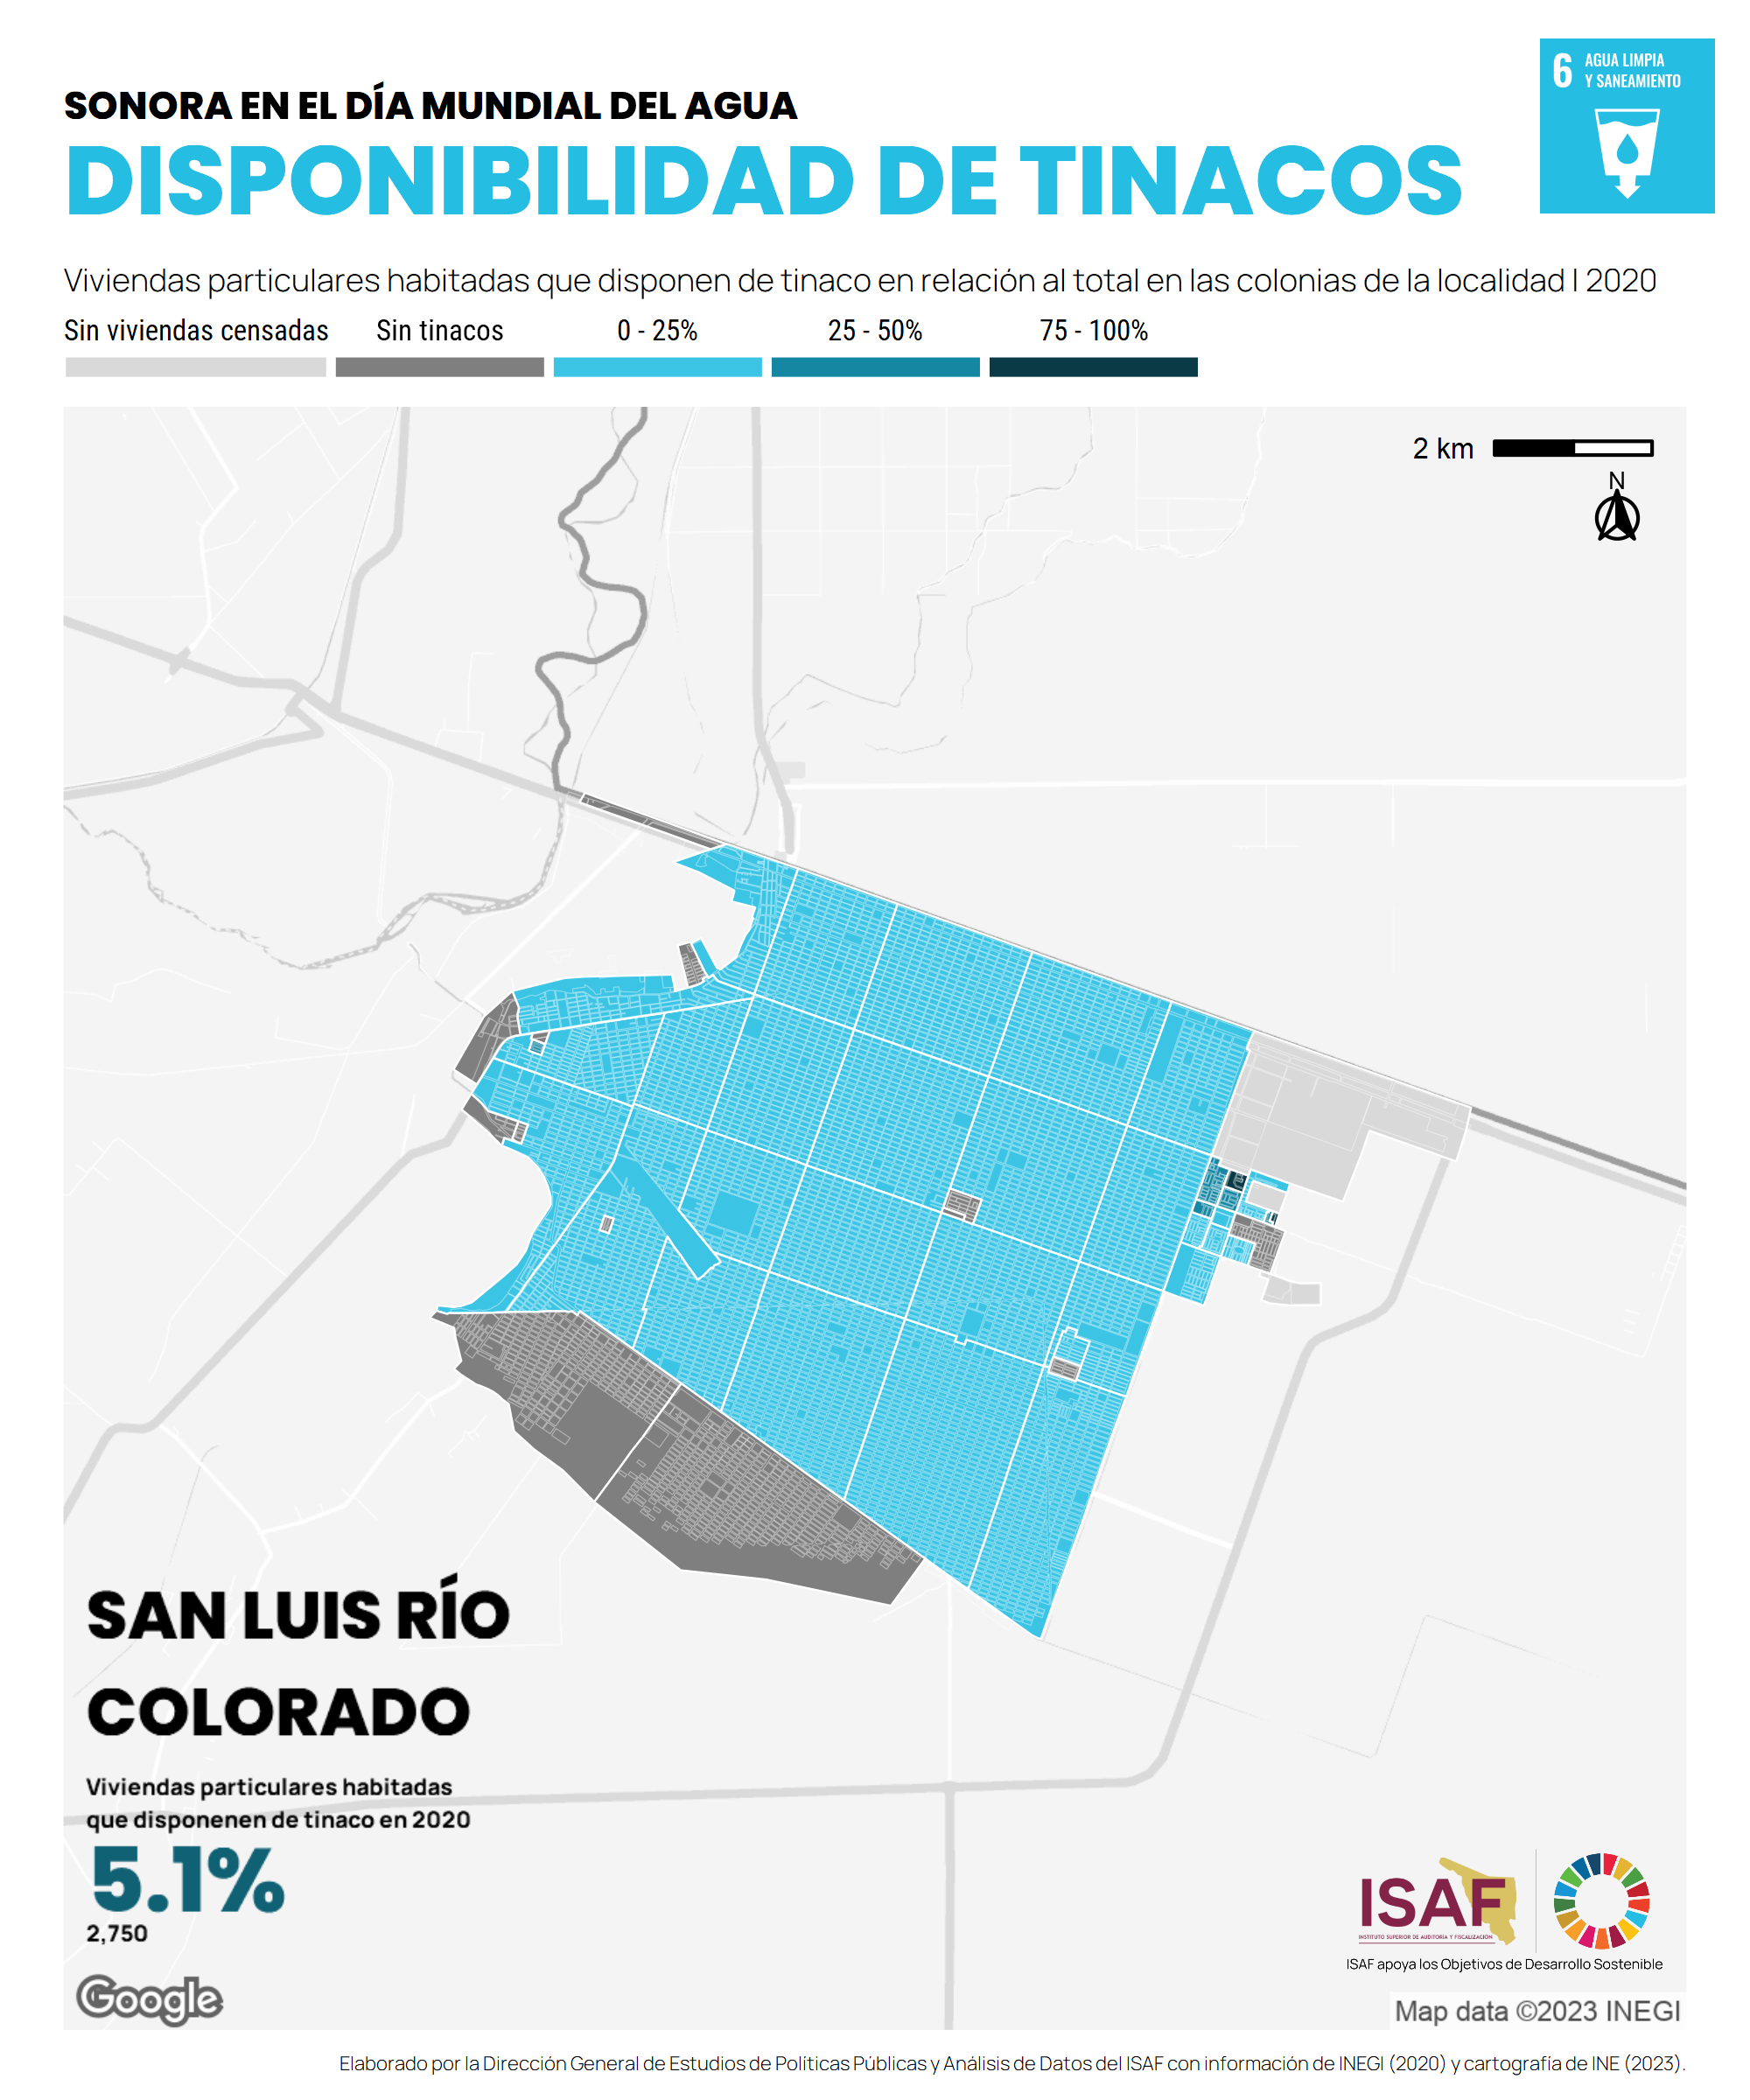 SONORA EN EL DÍA MUNDIAL DEL AGUA
DISPONIBILIDAD DE TINACOS
6 AGUA LIMPIA
Y SANEAMIENTO
Viviendas particulares habitadas que disponen de tinaco en relación al total en las colonias de la localidad | 2020
Sin viviendas censadas Sin tinacos 0 - 25% 25 - 50% 75 - 100%
2 km
N
SAN LUIS RÍO
COLORADO
Viviendas particulares habitadas
que disponenen de tinaco en 2020
5.1%
2,750
Google
ISAF
INSTITUTO SUPERIOR DE AUDITORÍA Y FISCALIZACIÓN
ISAF apoya los Objetivos de Desarrollo Sostenible
Map data ©2023 INEGI
Elaborado por la Dirección General de Estudios de Políticas Públicas y Análisis de Datos del ISAF con información de INEGI (2020) y cartografía de INE (2023).